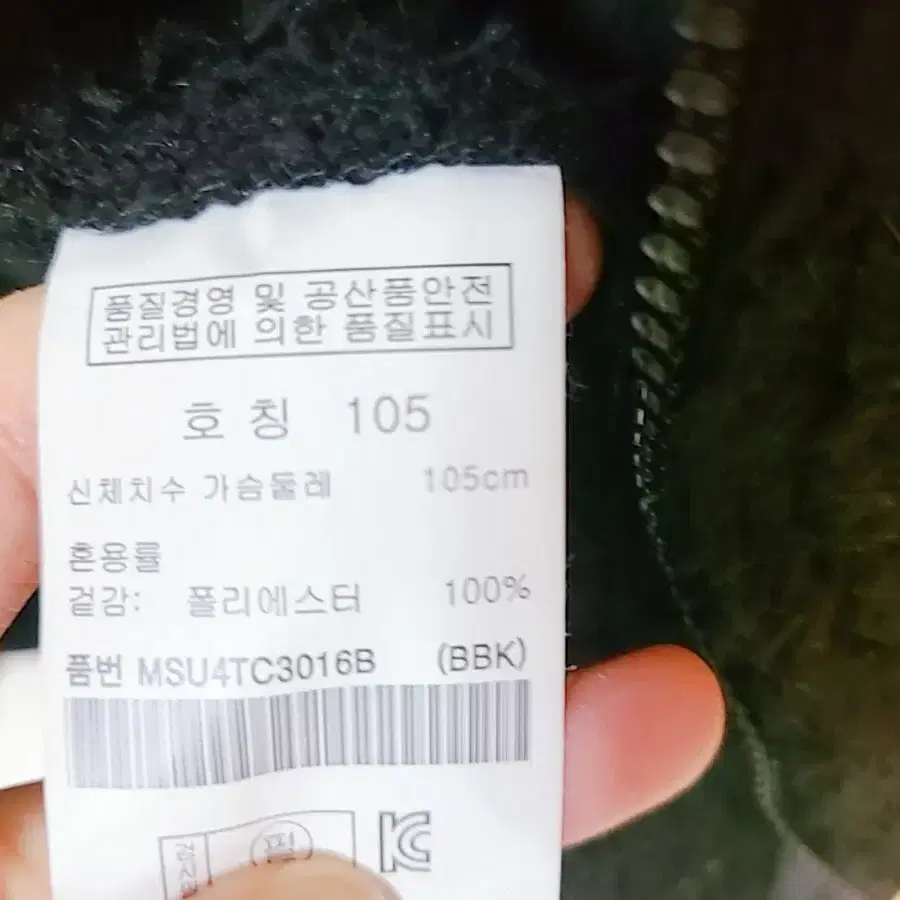 품질경영 및 공산품안전
관리법에 의한 품질표시
호 칭 105
신체치수 가슴둘레 105cm
혼용률
겉감: 폴리에스터 100%
품번 MSU4TC3016B (BBK)
필
KC